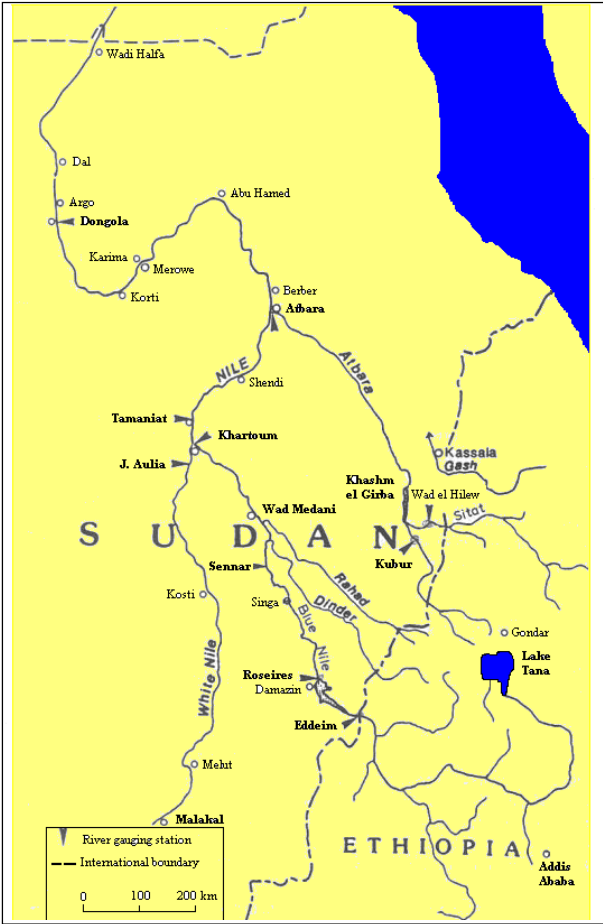 Wadi Halfa
Dal
Argo
Dongola
Abu Hamed
Karima
Merowe
Korti
Berber
Atbara
NILE
Atbara
Shendi
Tamaniat
Khartoum
J. Aulia
Kassala
Gash
Khashm
el Girba
Wad el Hilew
Sitat
Wad Medani
SUDAN
Kubur
Sennar
Rahad
Dinder
Kosti
Singa
Blue Nile
Gondar
Lake
Tana
White Nile
Roseires
Damazin
Eddeim
Melut
Malakal
River gauging station
International boundary
0 100 200 km
ETHIOPIA
Addis
Ababa